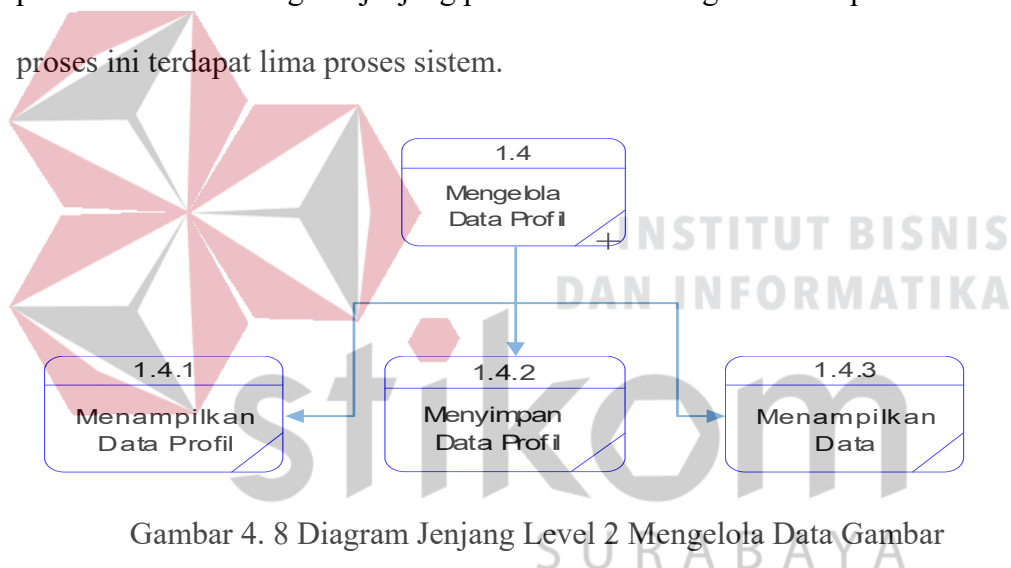 proses ini terdapat lima proses sistem.
1.4
Mengelola
Data Profil
INSTITUT BISNIS
DAN INFORMATIKA
stikom
SURABAYA
1.4.1
Menampilkan
Data Profil
1.4.2
Menyimpan
Data Profil
1.4.3
Menampilkan
Data
Gambar 4. 8 Diagram Jenjang Level 2 Mengelola Data Gambar